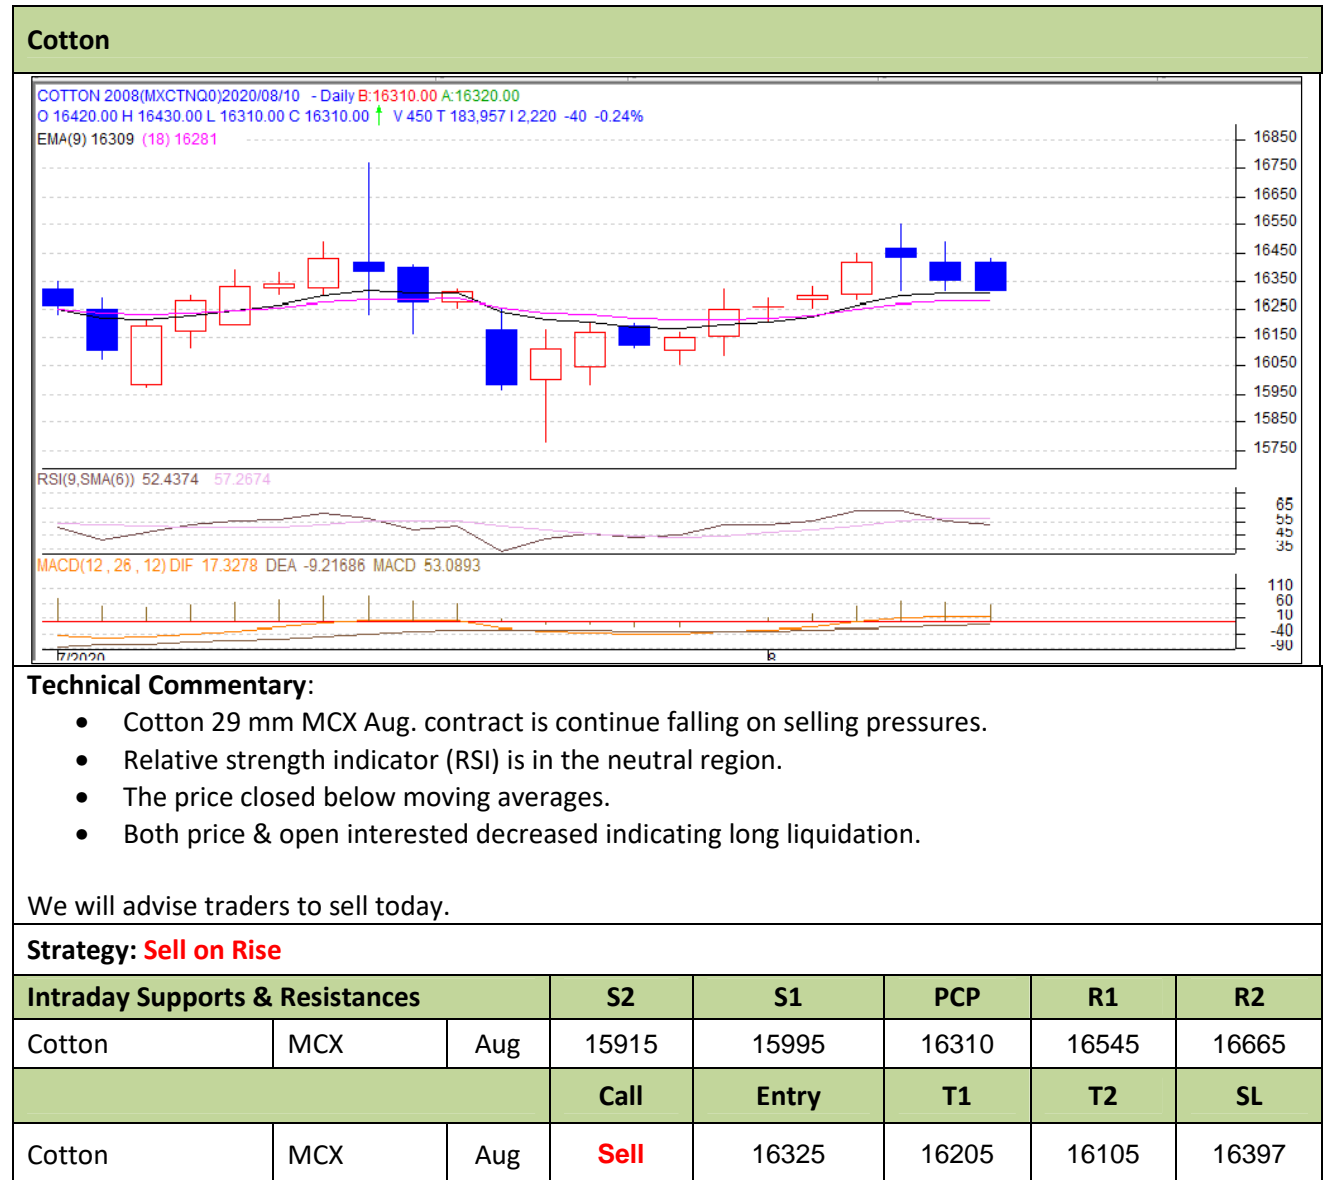 Cotton
COTTON 2008(MXCTNQ0)2020/08/10 - Daily B:16310.00 A:16320.00
O 16420.00 H 16430.00 L 16310.00 C 16310.00 V 450 T 183,957 I 2,220 -40 -0.24%
EMA(9) 16309 (18) 16281
16850
16750
16650
16550
16450
16350
16250
16150
16050
15950
15850
15750
RSI(9,SMA(6)) 52.4374 57.2674
65
55
45
35
MACD(12 , 26 , 12) DIF 17.3278 DEA -9.21686 MACD 53.0893
110
60
10
-40
-90
7/2020 8
Technical Commentary:
• Cotton 29 mm MCX Aug. contract is continue falling on selling pressures.
• Relative strength indicator (RSI) is in the neutral region.
• The price closed below moving averages.
• Both price & open interested decreased indicating long liquidation.
We will advise traders to sell today.
Strategy: Sell on Rise
Intraday Supports & Resistances S2 S1 PCP R1 R2
Cotton MCX Aug 15915 15995 16310 16545 16665
Call Entry T1 T2 SL
Cotton MCX Aug Sell 16325 16205 16105 16397